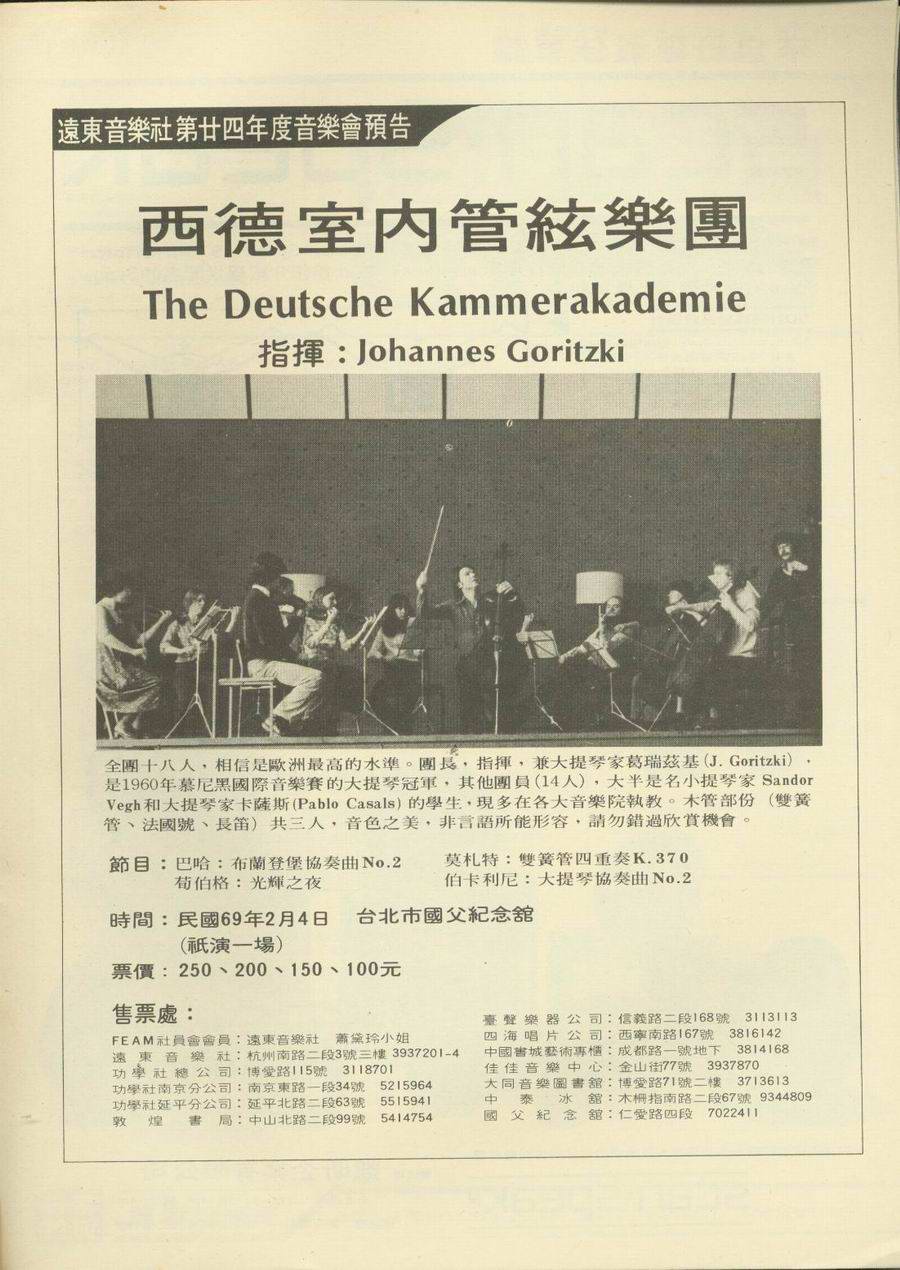 遠東音樂社第廿四年度音樂會預告
西德室內管絃樂團
The Deutsche Kammerakademie
指揮：Johannes Goritzki
全團十八人，相信是歐洲最高的水準。團長，指揮，兼大提琴家葛瑞茲基(J. Goritzki)，
是1960年慕尼黑國際音樂賽的大提琴冠軍，其他團員(14人)，大半是名小提琴家 Sandor
Vegh和大提琴家卡薩斯(Pablo Casals)的學生，現多在各大音樂院執教。木管部份（雙簧
管、法國號、長笛）共三人，音色之美，非言語所能形容，請勿錯過欣賞機會。
節目：巴哈：布蘭登堡協奏曲No.2　莫札特：雙簧管四重奏K.370
荀伯格：光輝之夜　伯卡利尼：大提琴協奏曲No.2
時間：民國69年2月4日　台北市國父紀念舘
（祇演一場）
票價：250、200、150、100元
售票處：
FEAM社員會會員：遠東音樂社　蕭黛玲小姐
遠東音樂社：杭州南路二段3號三樓 3937201-4
功學社總公司：博愛路115號　3118701
功學社南京分公司：南京東路一段34號　5215964
功學社延平分公司：延平北路二段63號　5515941
敦煌書局：中山北路二段99號　5414754
臺聲樂器公司：信義路二段168號　3113113
四海唱片公司：西寧南路167號　3816142
中國書城藝術專櫃：成都路一號地下　3814168
佳佳音樂中心：金山街77號　3937870
大同音樂圖書舘：博愛路71號二樓　3713613
中泰冰舘：木柵指南路二段67號 9344809
國父紀念舘：仁愛路四段　7022411